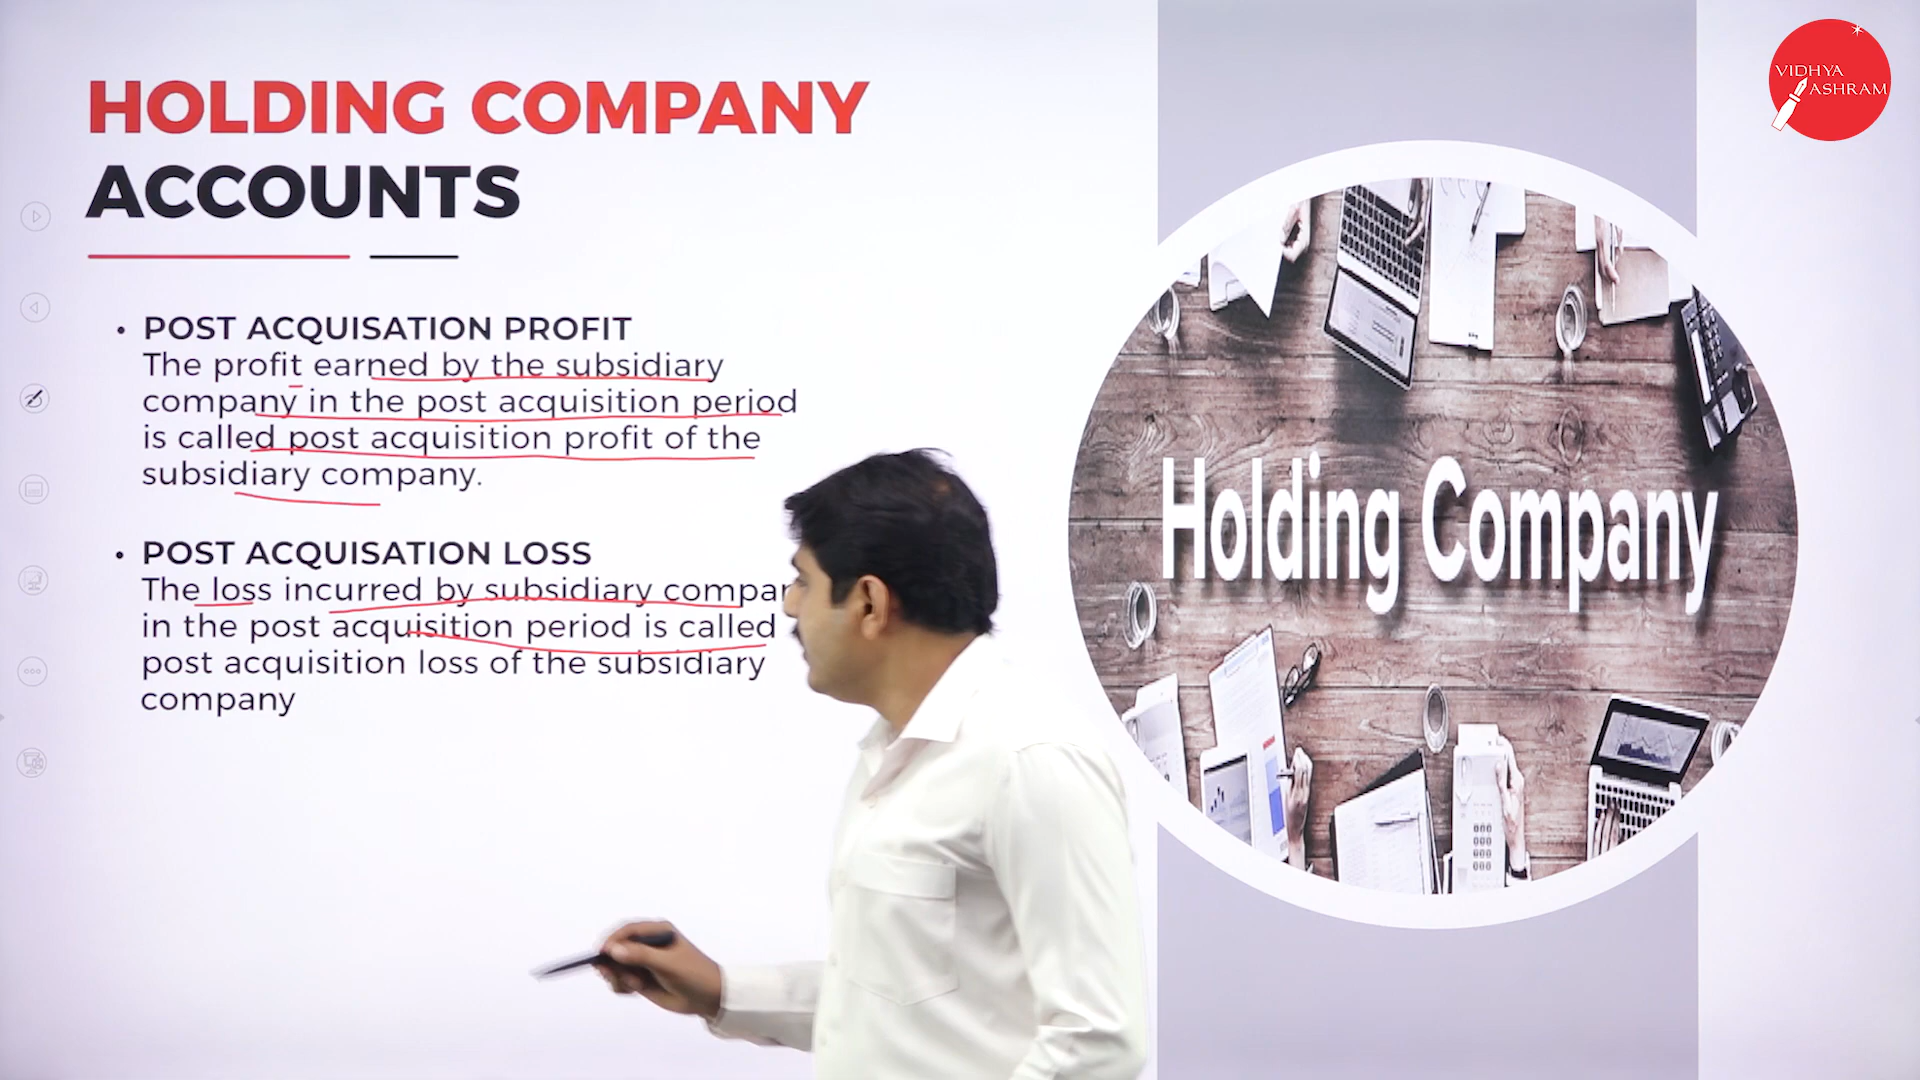 HOLDING COMPANY
ACCOUNTS
• POST ACQUISATION PROFIT
The profit earned by the subsidiary
company in the post acquisition period
is called post acquisition profit of the
subsidiary company.
• POST ACQUISATION LOSS
The loss incurred by subsidiary compan
in the post acquisition period is called
post acquisition loss of the subsidiary
company
Holding Company
VIDHYA
ASHRAM